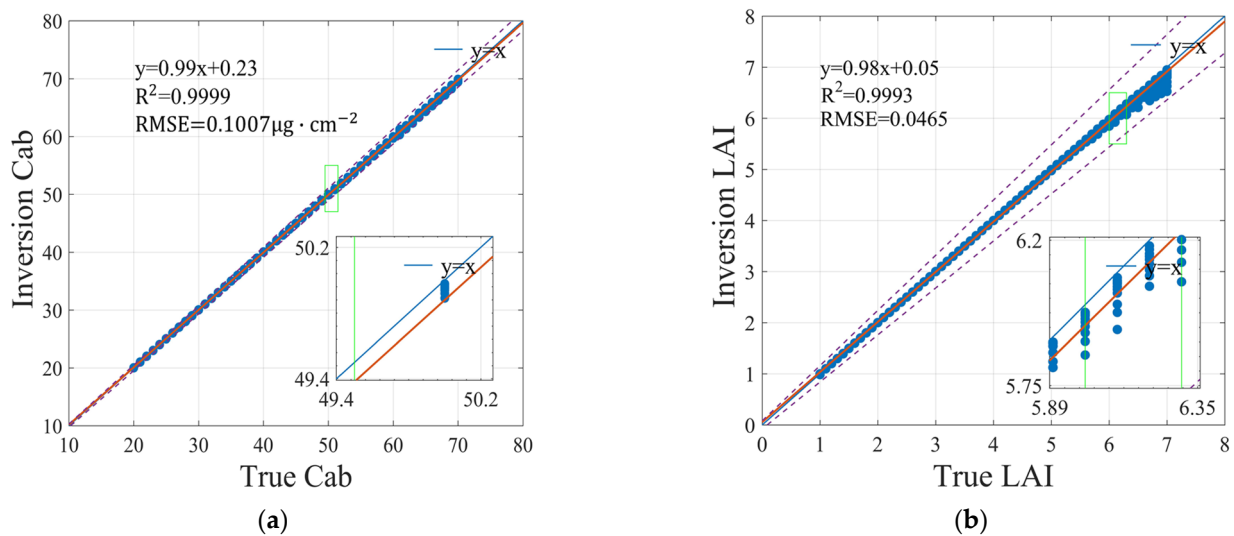 80
70
60
50
40
30
20
10
Inversion Cab
y=0.99x+0.23
R²=0.9999
RMSE=0.1007μg · cm⁻²
y=x
50.2
y=x
49.4
49.4 50.2
10 20 30 40 50 60 70 80
True Cab
(a)
8
7
6
5
4
3
2
1
0
Inversion LAI
y=0.98x+0.05
R²=0.9993
RMSE=0.0465
y=x
6.2
y=x
5.75
5.89 6.35
0 1 2 3 4 5 6 7 8
True LAI
(b)